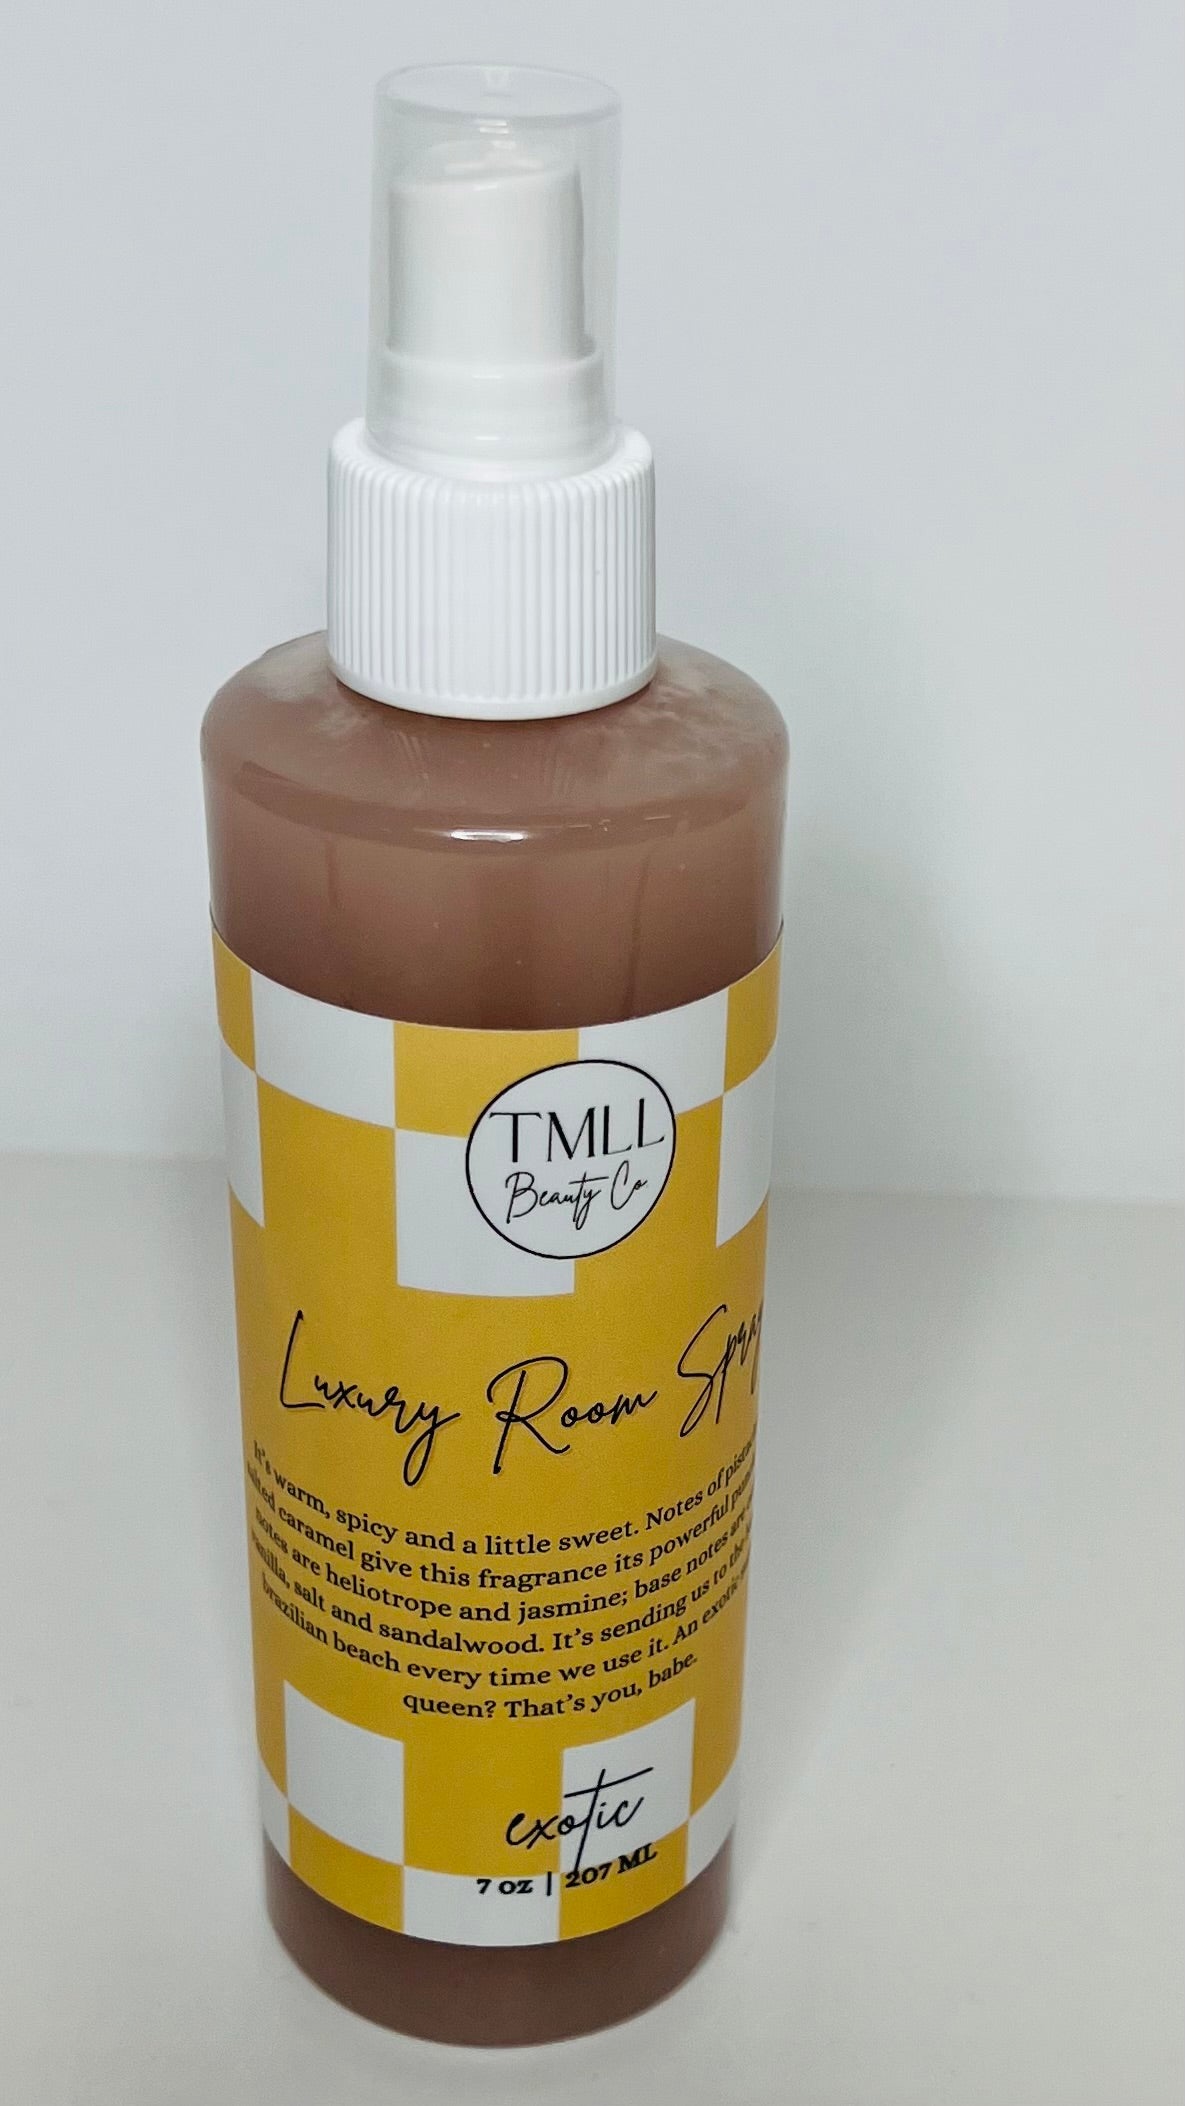 TMLL
Beauty Co.
Luxury Room Spray
It's warm, spicy and a little sweet. Notes of
caramel give this fragrance its powerful
notes are heliotrope and jasmine; base notes are
vanilla, salt and sandalwood. It's sending us to the
brazilian beach every time we use it. An exotic
queen? That's you, babe.
exotic
7 oz | 207 ML